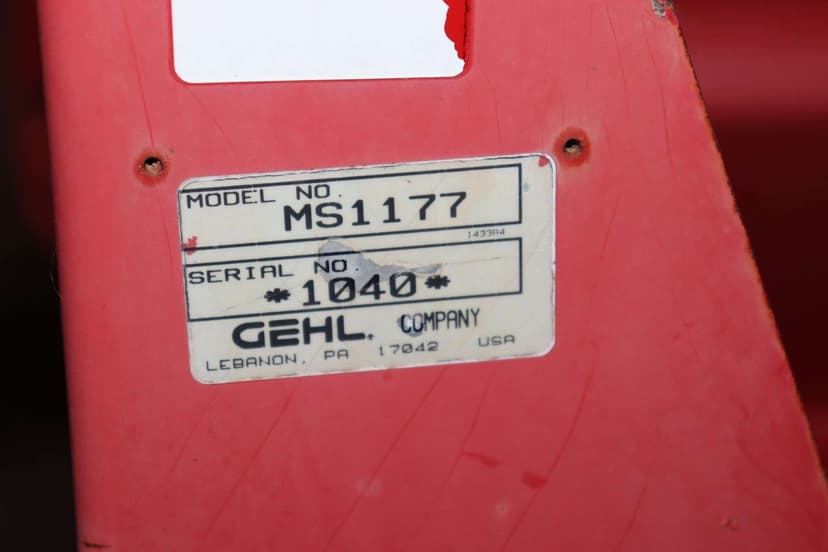 MODEL NO.
MS1177
143384
SERIAL NO.
*1040*
GEHL. COMPANY
LEBANON, PA 17042 USA